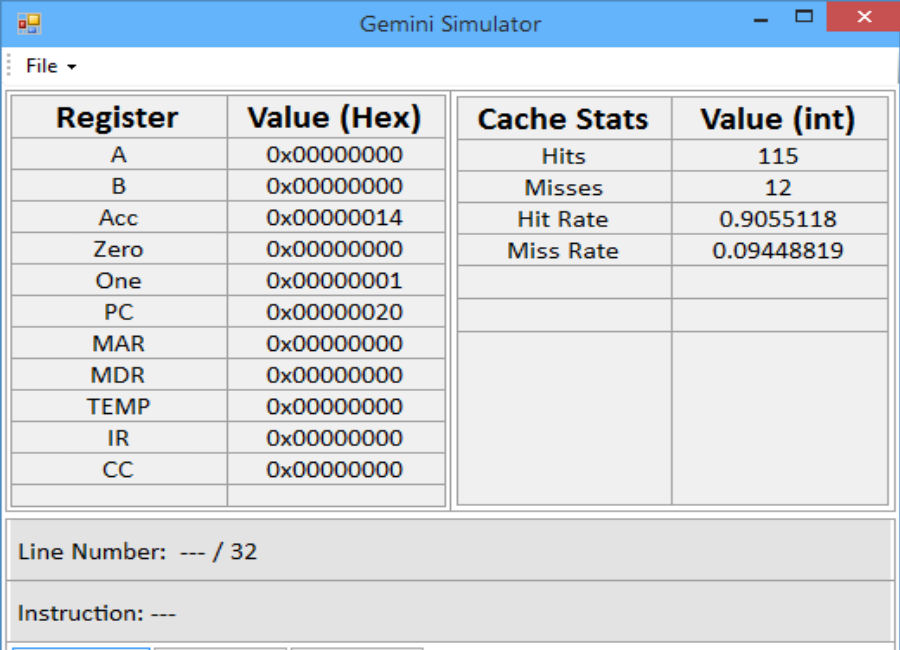 Gemini Simulator
File
Register Value (Hex)
A 0x00000000
B 0x00000000
Acc 0x00000014
Zero 0x00000000
One 0x00000001
PC 0x00000020
MAR 0x00000000
MDR 0x00000000
TEMP 0x00000000
IR 0x00000000
CC 0x00000000
Cache Stats Value (int)
Hits 115
Misses 12
Hit Rate 0.9055118
Miss Rate 0.09448819
Line Number: --- / 32
Instruction: ---